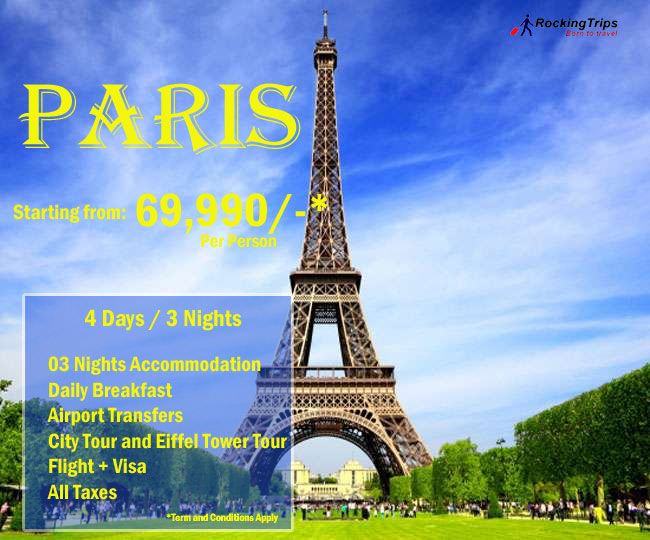 RockingTrips
Born to travel
PARIS
Starting from: 69,990/-*
Per Person
4 Days / 3 Nights
03 Nights Accommodation
Daily Breakfast
Airport Transfers
City Tour and Eiffel Tower Tour
Flight + Visa
All Taxes
*Term and Conditions Apply